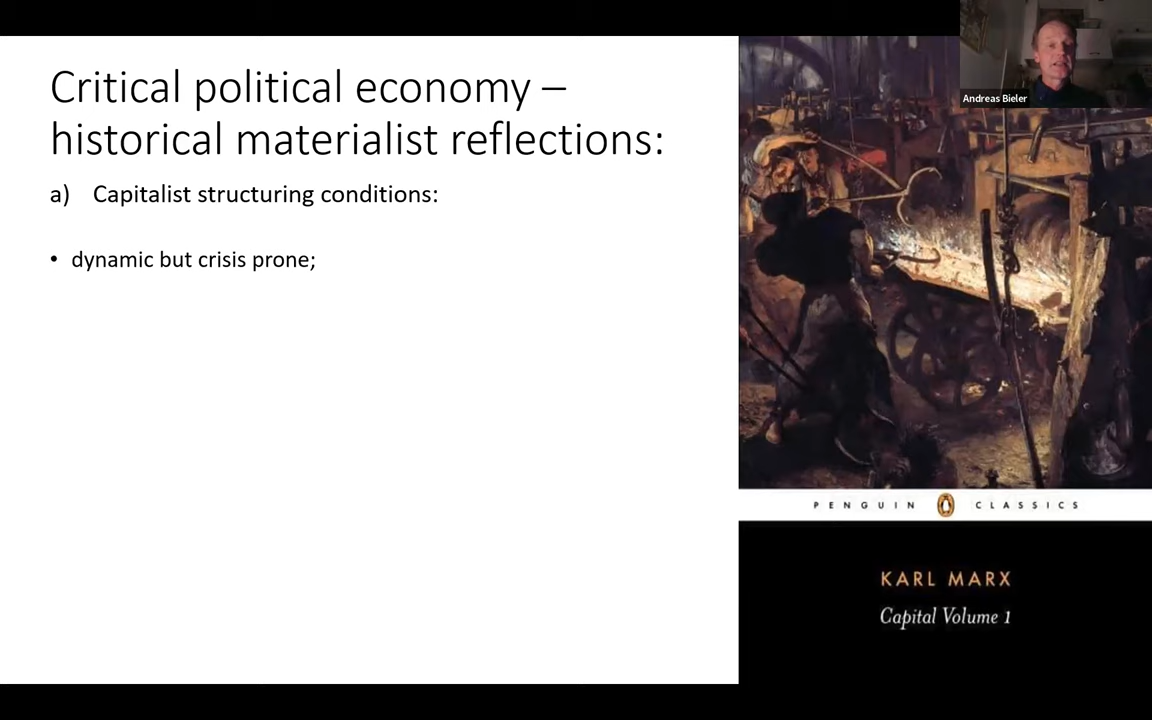 Critical political economy –
historical materialist reflections:
a) Capitalist structuring conditions:
• dynamic but crisis prone;
Andreas Bieler
PENGUIN CLASSICS
KARL MARX
Capital Volume 1